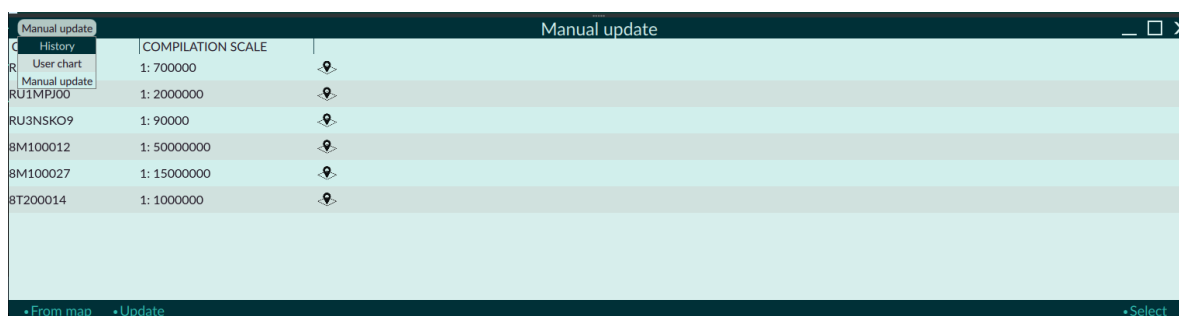 Manual update Manual update
History COMPILATION SCALE
User chart 1: 700000
Manual update
RU1MPJ00 1: 2000000
RU3NSKO9 1: 90000
8M100012 1: 50000000
8M100027 1: 15000000
8T200014 1: 1000000
•From map •Update •Select